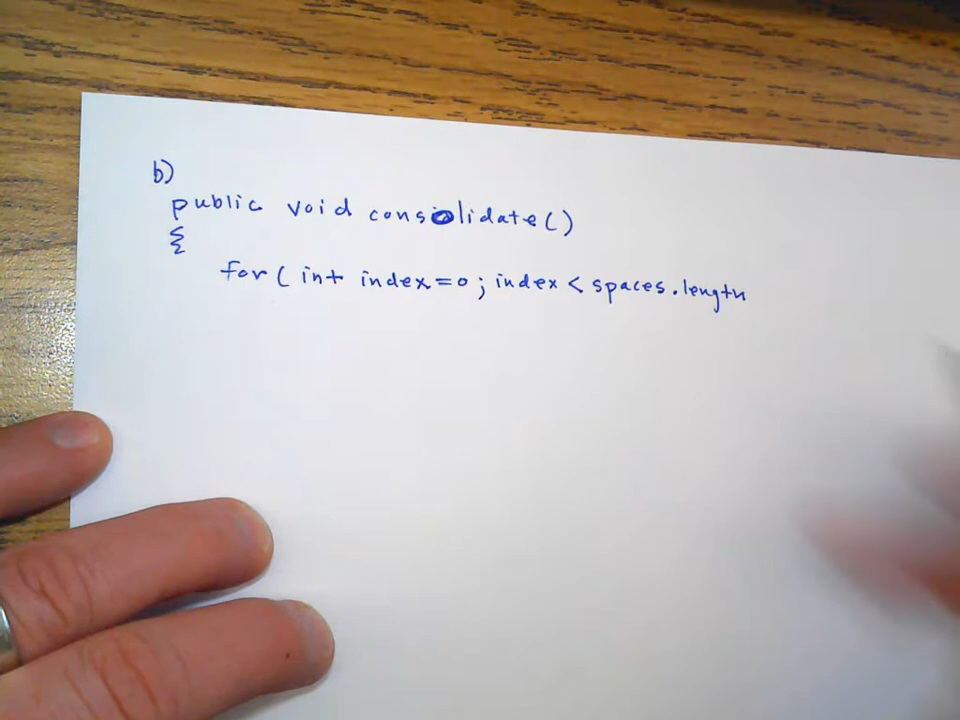 b)
public void consolidate()
{
for ( int index=0; index < spaces.length